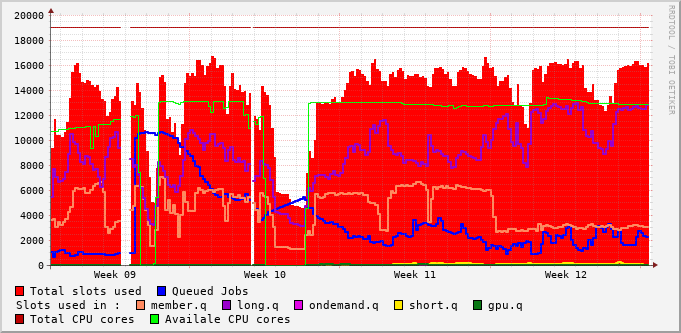 RRDTOOL / TOBI OETIKER
20000
18000
16000
14000
12000
10000
8000
6000
4000
2000
0
Week 09 Week 10 Week 11 Week 12
Total slots used Queued Jobs
Slots used in : member.q long.q ondemand.q short.q gpu.q
Total CPU cores Availale CPU cores